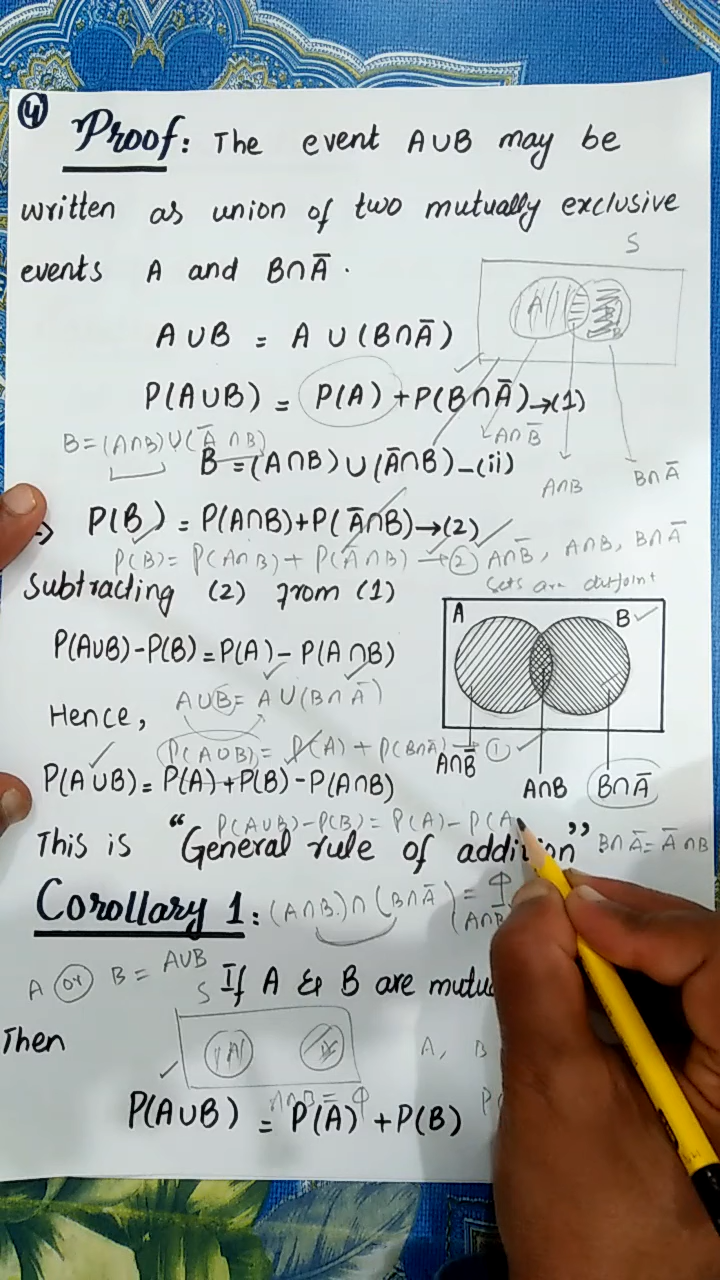 4
Proof: The event A∪B may be
written as union of two mutually exclusive
events A and B∩Ā.
S
A
A∪B = A ∪ (B∩Ā)
P(A∪B) = P(A) + P(B∩Ā) → (1)
A∩B̄
A∩B
B∩Ā
B = (A∩B) ∪ (Ā∩B)
B = (A∩B) ∪ (Ā∩B) – (ii)
P(B) = P(A∩B) + P(Ā∩B) → (2)
P(B) = P(A∩B) + P(Ā∩B) → 2
A∩B̄, A∩B, B∩Ā
sets are disjoint
Subtracting (2) from (1)
A B
P(A∪B) – P(B) = P(A) – P(A∩B)
A∪B = A ∪ (B∩Ā)
Hence,
P(A∪B) = P(A) + P(B∩Ā) → 1
A∩B̄
A∩B
B∩Ā
P(A∪B) = P(A) + P(B) – P(A∩B)
P(A∪B) – P(B) = P(A) – P(A
This is "General rule of addition"
B∩Ā = Ā∩B
Corollary 1:
(A∩B) ∩ (B∩Ā) = φ
(A∩B
A or B = A∪B
S
If A & B are
Then
A
A, B
A∩B = φ
P(A∪B) = P(A) + P(B)